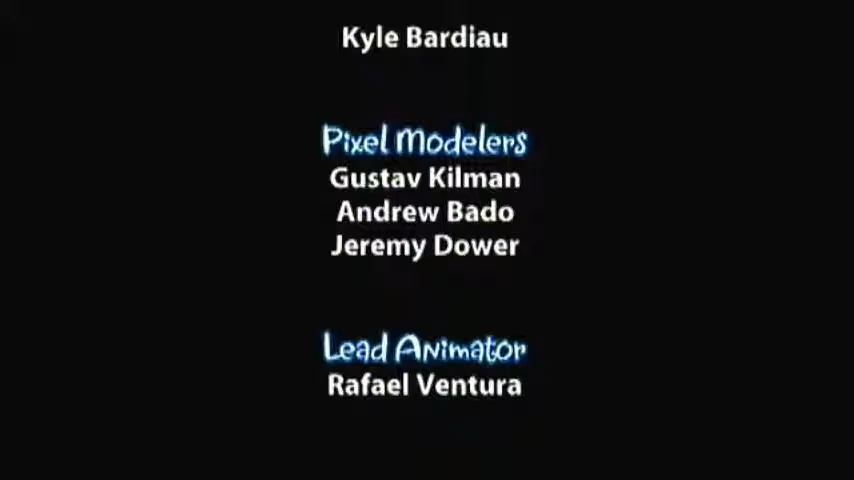 Kyle Bardiau
Pixel Modelers
Gustav Kilman
Andrew Bado
Jeremy Dower
Lead Animator
Rafael Ventura